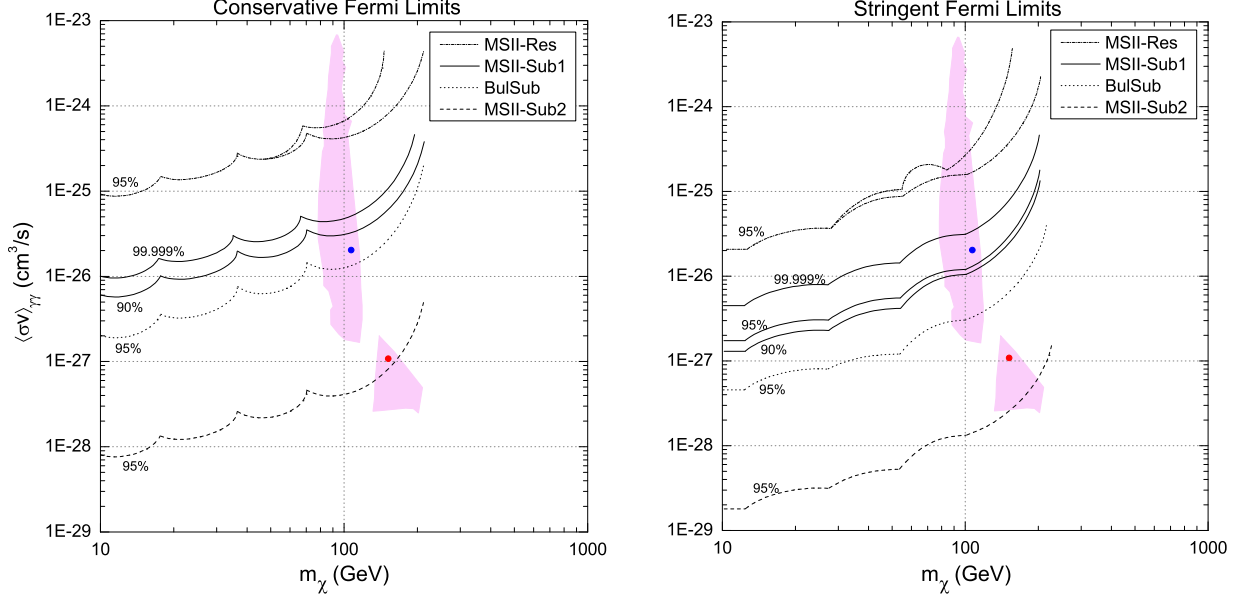 Conservative Fermi Limits
1E-23
1E-24
1E-25
1E-26
1E-27
1E-28
1E-29
⟨σv⟩γγ (cm³/s)
MSII-Res
MSII-Sub1
BulSub
MSII-Sub2
95%
99.999%
90%
95%
95%
10
100
1000
mχ (GeV)
Stringent Fermi Limits
1E-23
1E-24
1E-25
1E-26
1E-27
1E-28
1E-29
MSII-Res
MSII-Sub1
BulSub
MSII-Sub2
95%
99.999%
95%
90%
95%
95%
10
100
1000
mχ (GeV)